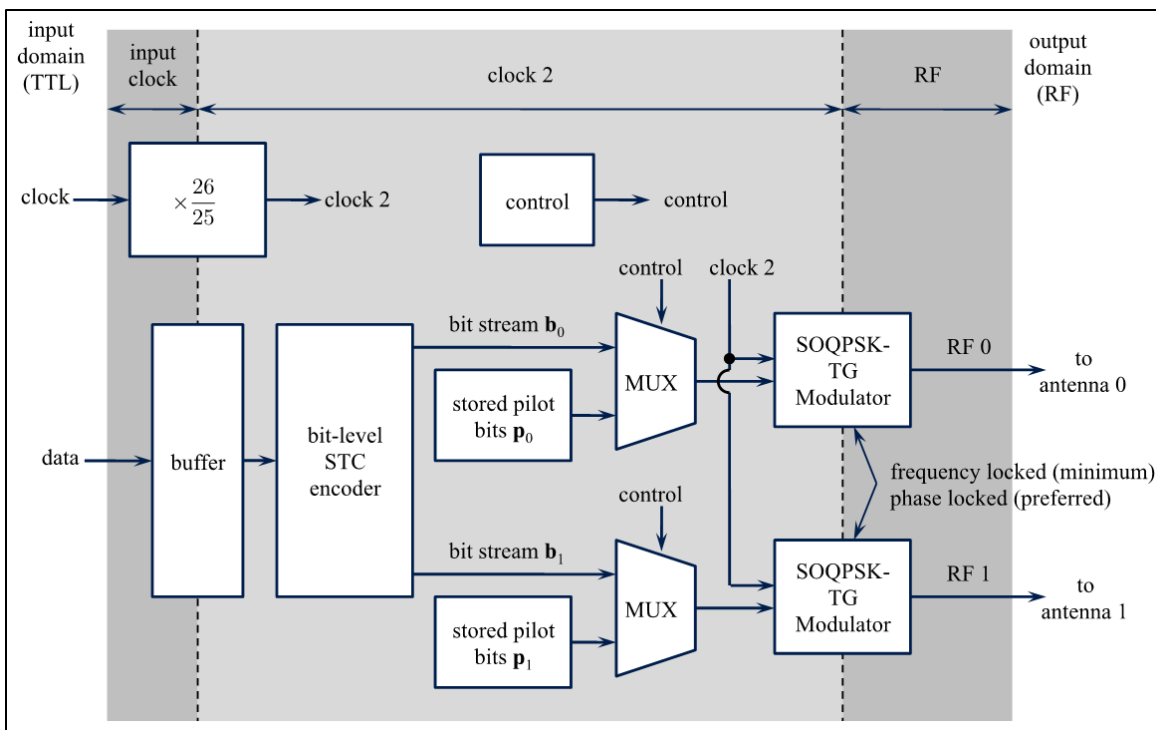 input
domain
(TTL)
input
clock
clock 2
RF
output
domain
(RF)
clock
× 26/25
clock 2
control
control
control
clock 2
bit stream b0
MUX
SOQPSK-
TG
Modulator
RF 0
to
antenna 0
stored pilot
bits p0
data
buffer
bit-level
STC
encoder
frequency locked (minimum)
phase locked (preferred)
control
bit stream b1
MUX
SOQPSK-
TG
Modulator
RF 1
to
antenna 1
stored pilot
bits p1